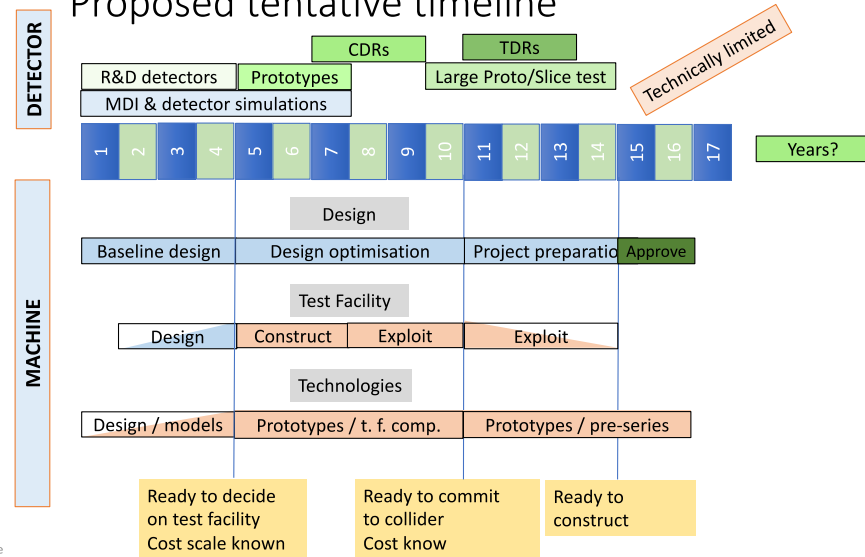 Proposed tentative timeline
DETECTOR
CDRs
TDRs
Technically limited
R&D detectors
Prototypes
Large Proto/Slice test
MDI & detector simulations
1 2 3 4 5 6 7 8 9 10 11 12 13 14 15 16 17
Years?
MACHINE
Design
Baseline design
Design optimisation
Project preparatio
Approve
Test Facility
Design
Construct
Exploit
Exploit
Technologies
Design / models
Prototypes / t. f. comp.
Prototypes / pre-series
Ready to decide
on test facility
Cost scale known
Ready to commit
to collider
Cost know
Ready to
construct
e